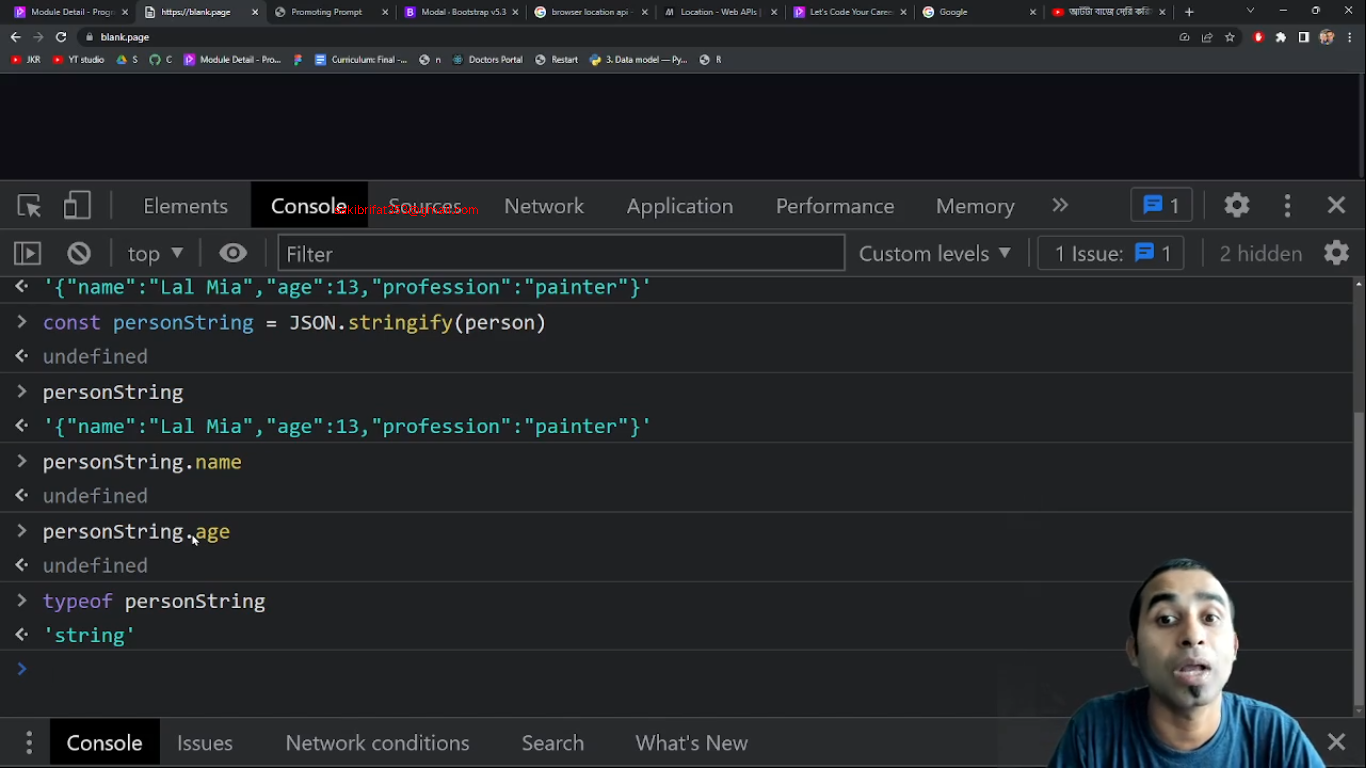 Module Detail - Progr
https://blank.page
Promoting Prompt
Modal · Bootstrap v5.3
browser location api -
Location - Web APIs |
Let's Code Your Caree
Google
আটটা বাজে দেরি করি
blank.page
JKR
YT studio
S
C
Module Detail - Pro...
Curriculum: Final -...
n
Doctors Portal
Restart
3. Data model — Py...
R
Elements
Console
Sources
Network
Application
Performance
Memory
1
top
Filter
Custom levels
1 Issue:
1
2 hidden
'{"name":"Lal Mia","age":13,"profession":"painter"}'
const personString = JSON.stringify(person)
undefined
personString
'{"name":"Lal Mia","age":13,"profession":"painter"}'
personString.name
undefined
personString.age
undefined
typeof personString
'string'
Console
Issues
Network conditions
Search
What's New